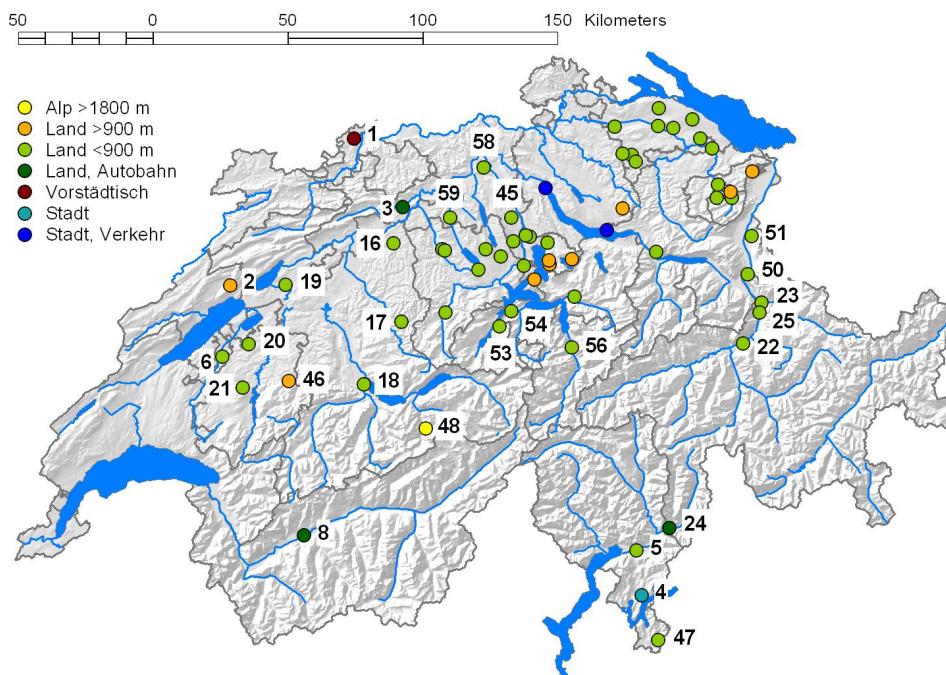 50 0 50 100 150 Kilometers
Alp >1800 m
Land >900 m
Land <900 m
Land, Autobahn
Vorstädtisch
Stadt
Stadt, Verkehr
1
58
59 45
3
16
51
50
2 19
23
54
25
17
20
53 56
22
6
21 46 18
48
24
8
5
4
47